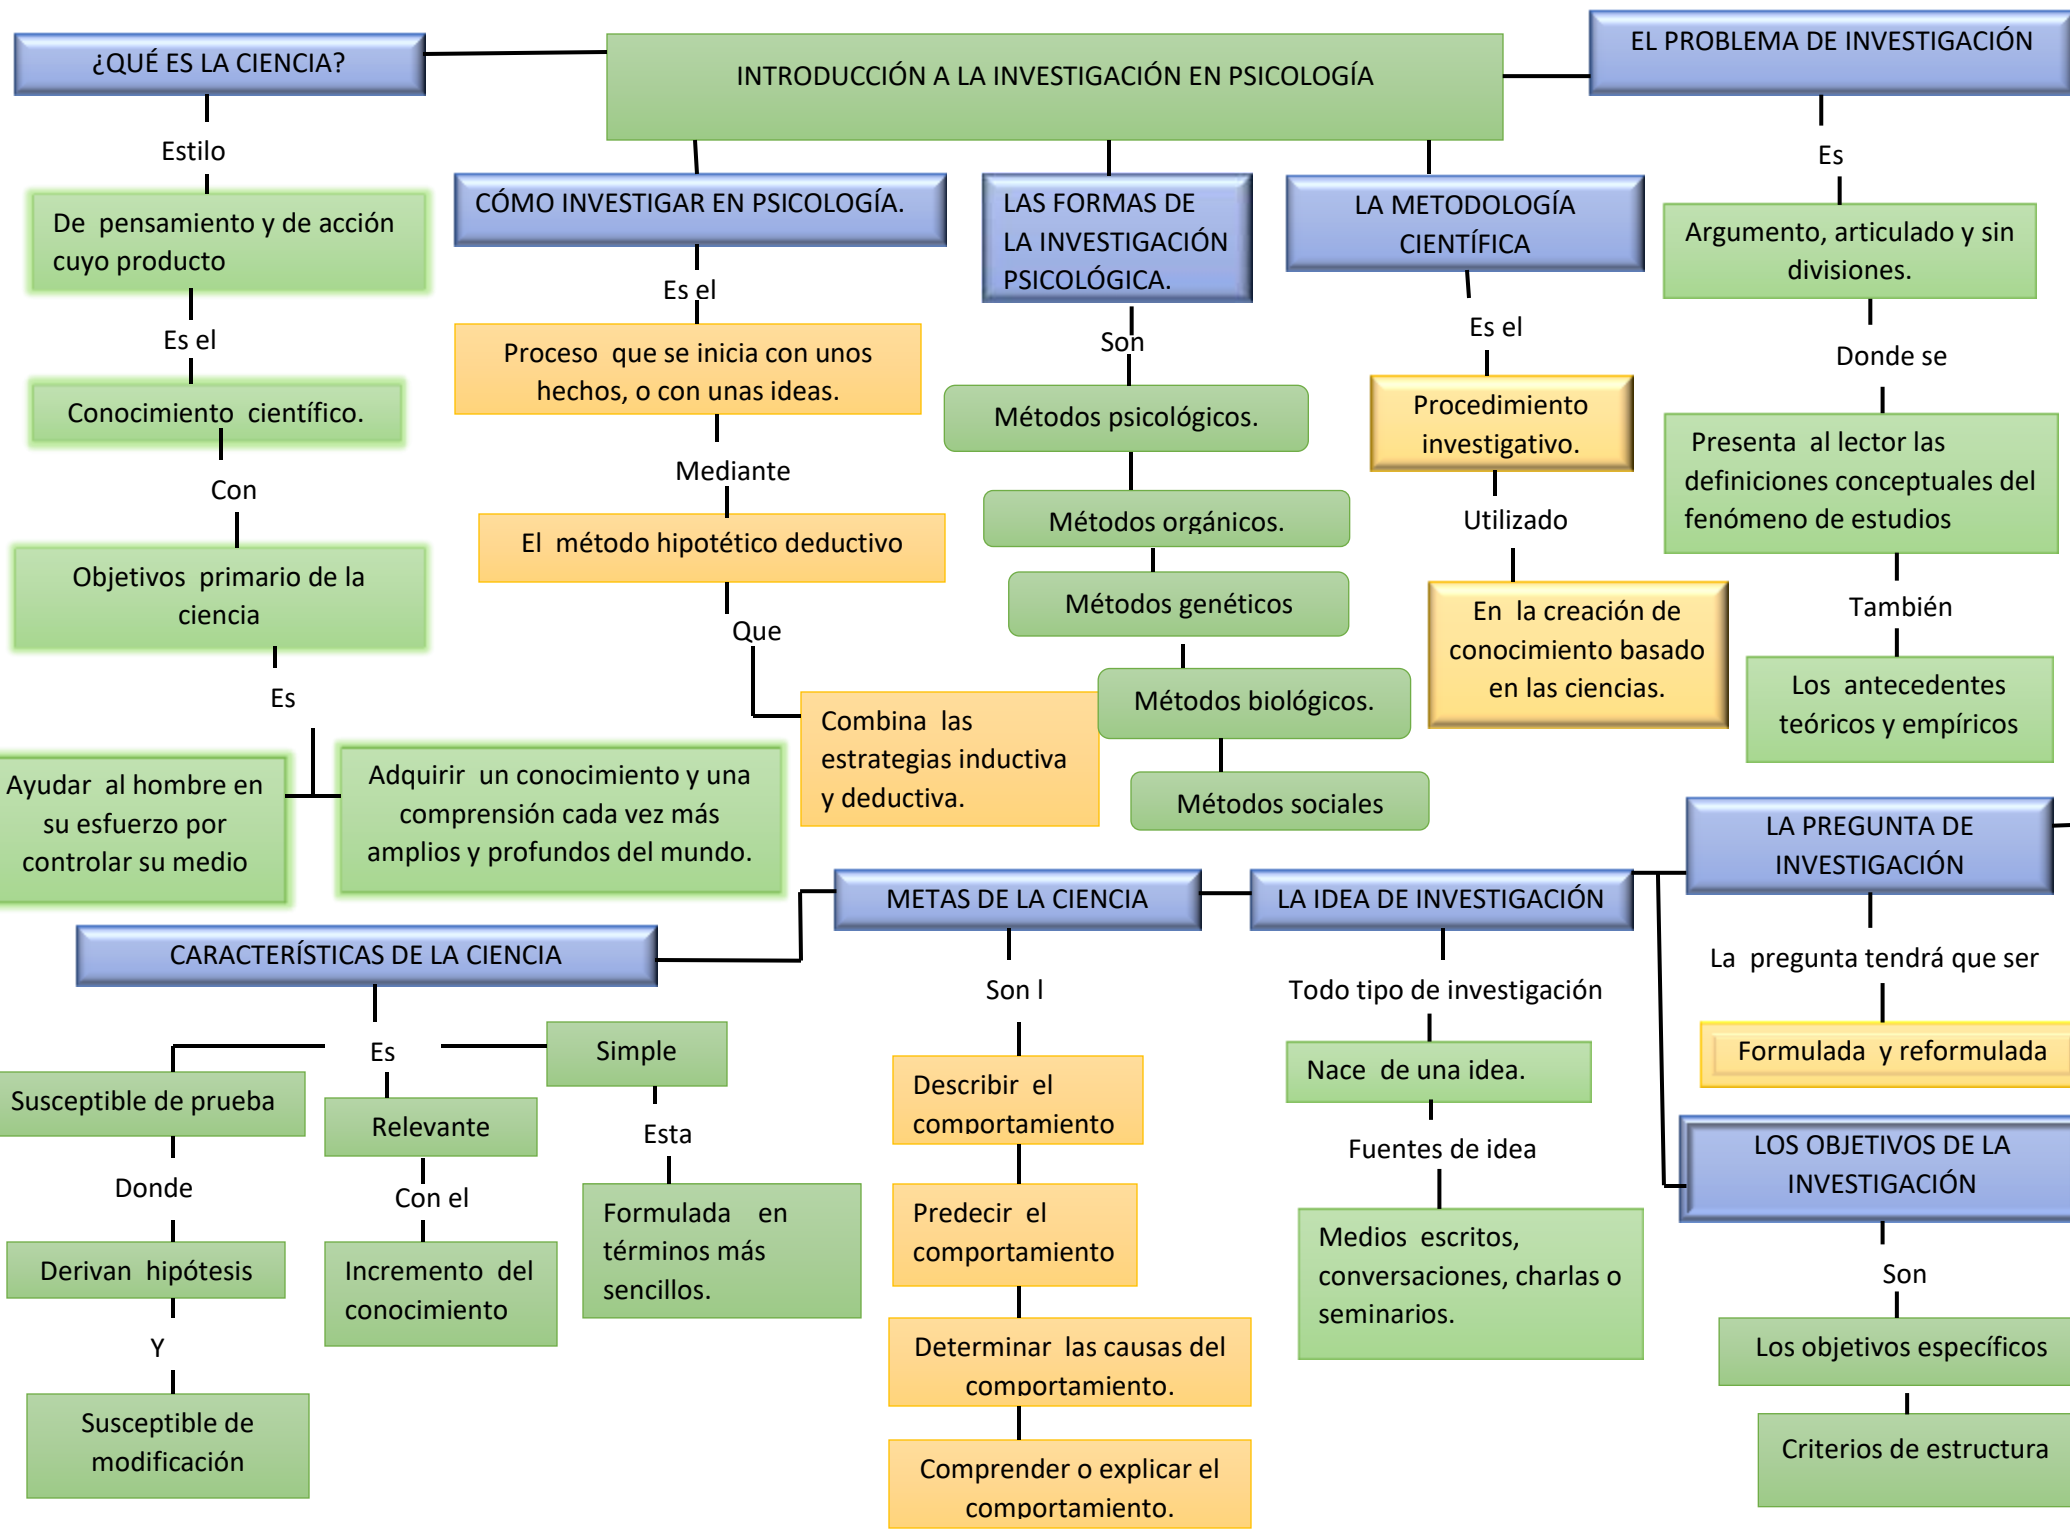 ¿QUÉ ES LA CIENCIA?
INTRODUCCIÓN A LA INVESTIGACIÓN EN PSICOLOGÍA
EL PROBLEMA DE INVESTIGACIÓN
Estilo
De pensamiento y de acción
cuyo producto
Es el
Conocimiento científico.
Con
Objetivos primario de la
ciencia
Es
Ayudar al hombre en
su esfuerzo por
controlar su medio
Adquirir un conocimiento y una
comprensión cada vez más
amplios y profundos del mundo.
CÓMO INVESTIGAR EN PSICOLOGÍA.
Es el
Proceso que se inicia con unos
hechos, o con unas ideas.
Mediante
El método hipotético deductivo
Que
Combina las
estrategias inductiva
y deductiva.
LAS FORMAS DE
LA INVESTIGACIÓN
PSICOLÓGICA.
Son
Métodos psicológicos.
Métodos orgánicos.
Métodos genéticos
Métodos biológicos.
Métodos sociales
LA METODOLOGÍA
CIENTÍFICA
Es el
Procedimiento
investigativo.
Utilizado
En la creación de
conocimiento basado
en las ciencias.
Es
Argumento, articulado y sin
divisiones.
Donde se
Presenta al lector las
definiciones conceptuales del
fenómeno de estudios
También
Los antecedentes
teóricos y empíricos
CARACTERÍSTICAS DE LA CIENCIA
Es
Susceptible de prueba
Donde
Derivan hipótesis
Y
Susceptible de
modificación
Relevante
Con el
Incremento del
conocimiento
Simple
Esta
Formulada en
términos más
sencillos.
METAS DE LA CIENCIA
Son l
Describir el
comportamiento
Predecir el
comportamiento
Determinar las causas del
comportamiento.
Comprender o explicar el
comportamiento.
LA IDEA DE INVESTIGACIÓN
Todo tipo de investigación
Nace de una idea.
Fuentes de idea
Medios escritos,
conversaciones, charlas o
seminarios.
LA PREGUNTA DE
INVESTIGACIÓN
La pregunta tendrá que ser
Formulada y reformulada
LOS OBJETIVOS DE LA
INVESTIGACIÓN
Son
Los objetivos específicos
Criterios de estructura